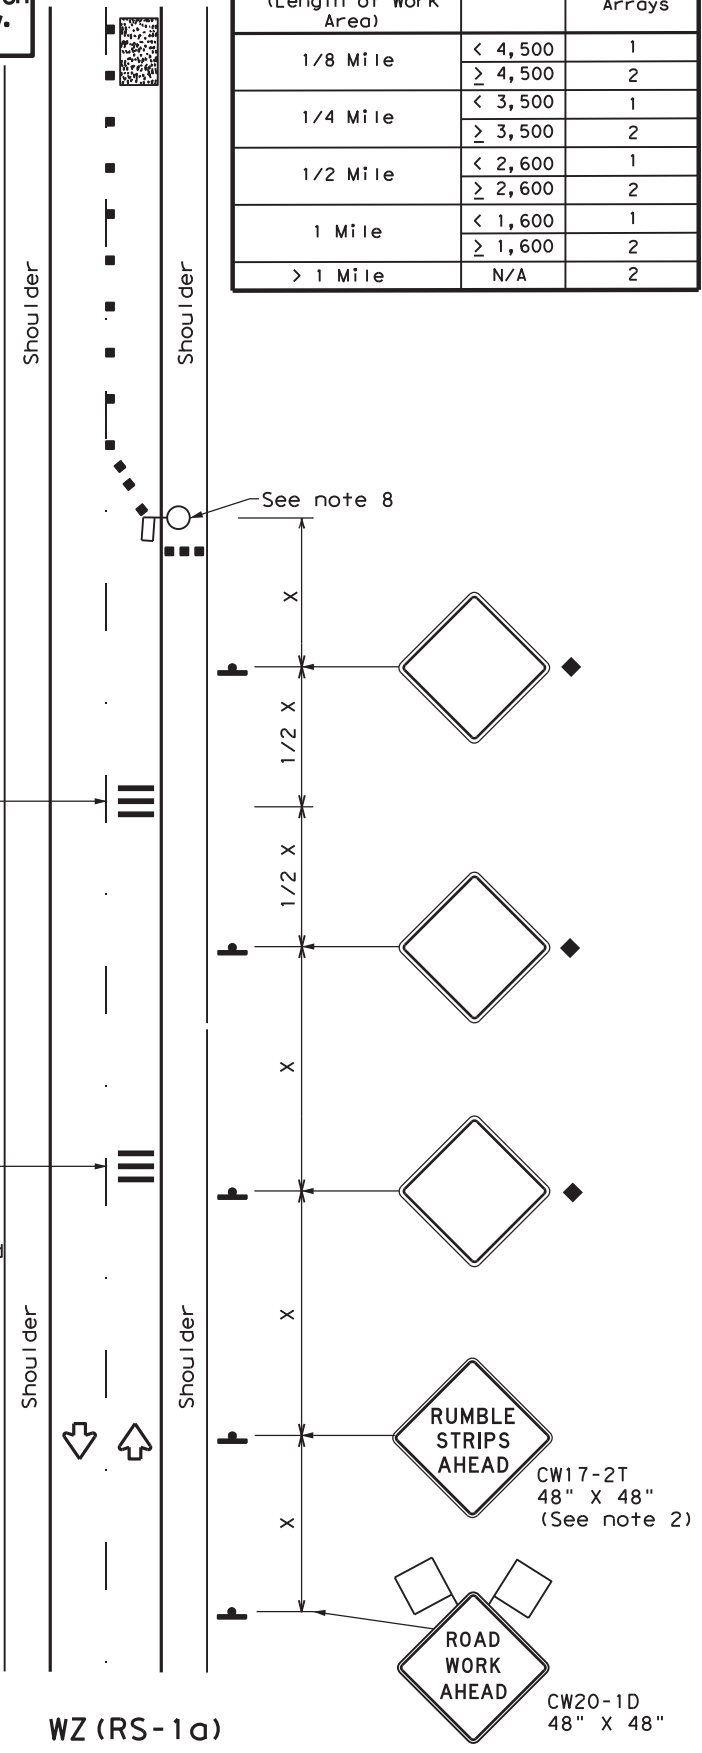 (Length of Work
Area)
Arrays
1/8 Mile
< 4,500
1
≥ 4,500
2
1/4 Mile
< 3,500
1
≥ 3,500
2
1/2 Mile
< 2,600
1
≥ 2,600
2
1 Mile
< 1,600
1
≥ 1,600
2
> 1 Mile
N/A
2
Shoulder
Shoulder
See note 8
X
1/2 X
1/2 X
X
X
Shoulder
Shoulder
RUMBLE
STRIPS
AHEAD
CW17-2T
48" X 48"
(See note 2)
X
ROAD
WORK
AHEAD
CW20-1D
48" X 48"
WZ(RS-1a)